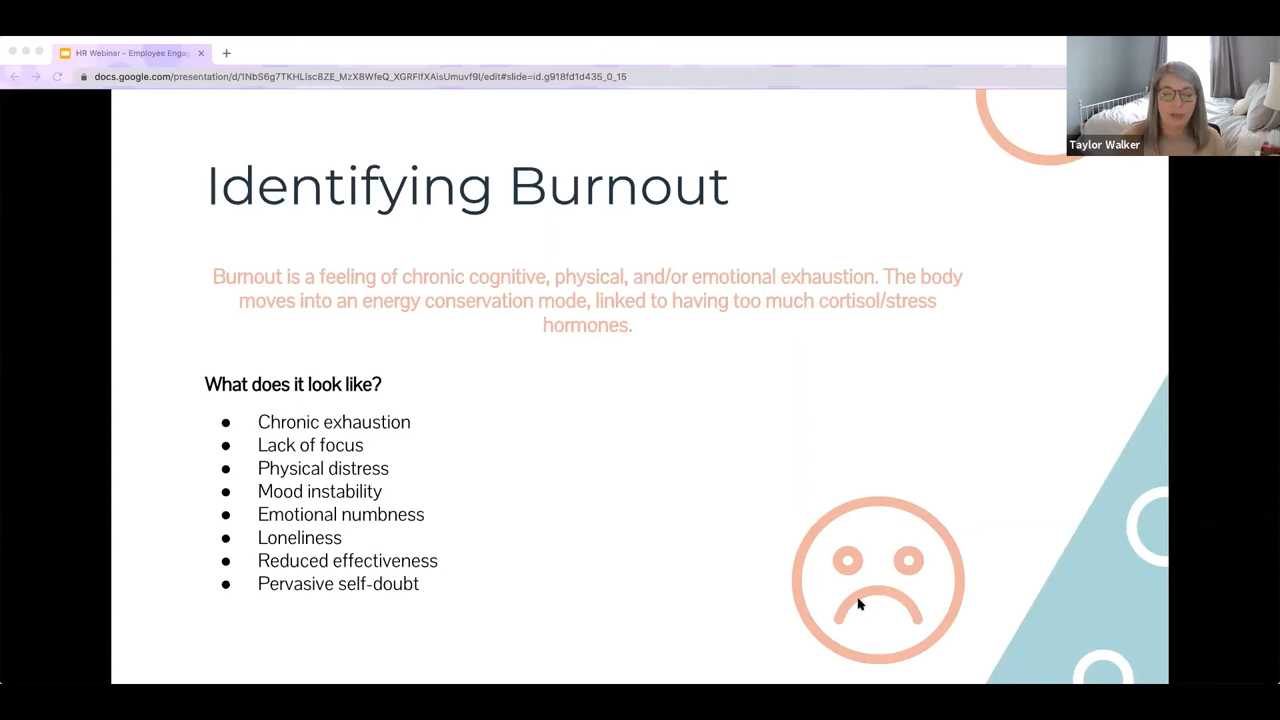 HR Webinar - Employee Engag
docs.google.com/presentation/d/1NbS6g7TKHLlsc8ZE_MzX8WfeQ_XGRFIfXAisUmuvf9I/edit#slide=id.g918fd1d435_0_15
Taylor Walker
Identifying Burnout
Burnout is a feeling of chronic cognitive, physical, and/or emotional exhaustion. The body
moves into an energy conservation mode, linked to having too much cortisol/stress
hormones.
What does it look like?
● Chronic exhaustion
● Lack of focus
● Physical distress
● Mood instability
● Emotional numbness
● Loneliness
● Reduced effectiveness
● Pervasive self-doubt